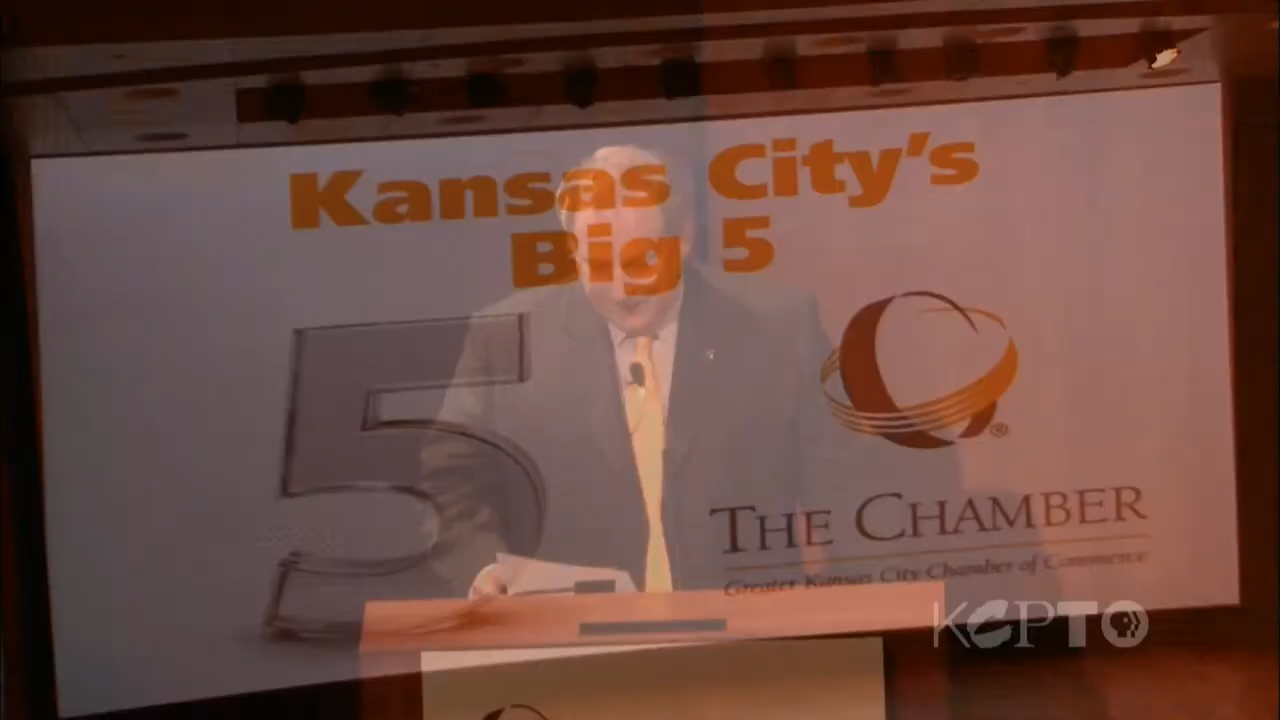 Kansas City's
Big 5
5
®
THE CHAMBER
Greater Kansas City Chamber of Commerce
KCPT